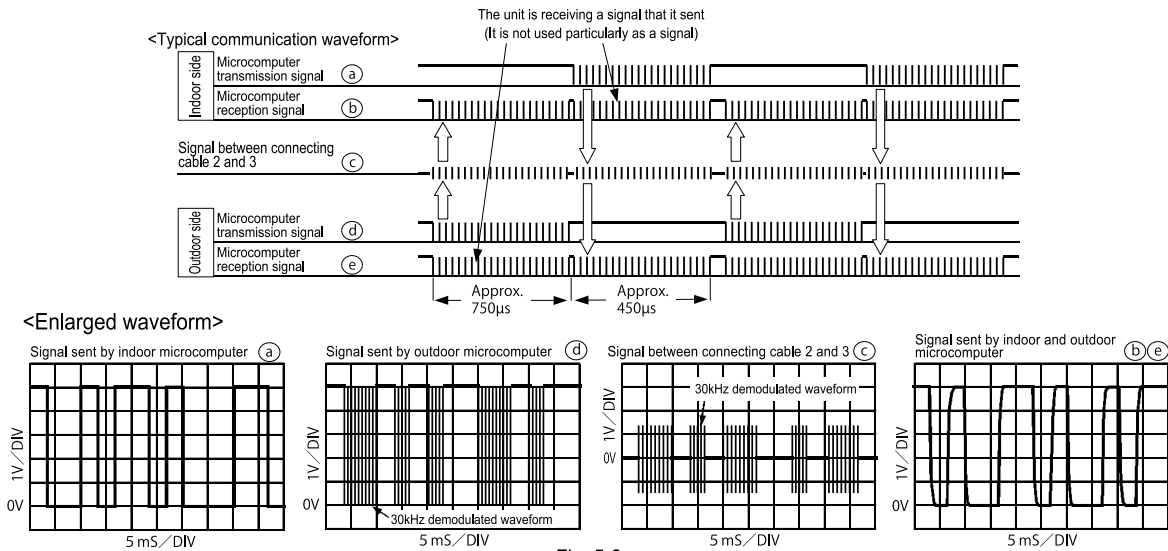 The unit is receiving a signal that it sent
(It is not used particularly as a signal)
<Typical communication waveform>
Indoor side
Microcomputer
transmission signal
a
Microcomputer
reception signal
b
Signal between connecting
cable 2 and 3
c
Outdoor side
Microcomputer
transmission signal
d
Microcomputer
reception signal
e
Approx.
750μs
Approx.
450μs
<Enlarged waveform>
Signal sent by indoor microcomputer a
1V/DIV
0V
5 mS/DIV
Signal sent by outdoor microcomputer d
1V/DIV
0V
30kHz demodulated waveform
5 mS/DIV
Signal between connecting cable 2 and 3 c
30kHz demodulated waveform
1V/DIV
0V
5 mS/DIV
Signal sent by indoor and outdoor
microcomputer
b e
1V/DIV
0V
5 mS/DIV